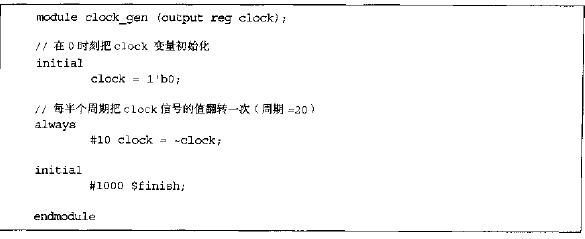 module clock_gen (output reg clock);
// 在 0 时刻把 clock 变量初始化
initial
clock = 1'b0;
// 每半个周期把 clock 信号的值翻转一次 ( 周期 =20 )
always
#10 clock = ~clock;
initial
#1000 $finish;
endmodule